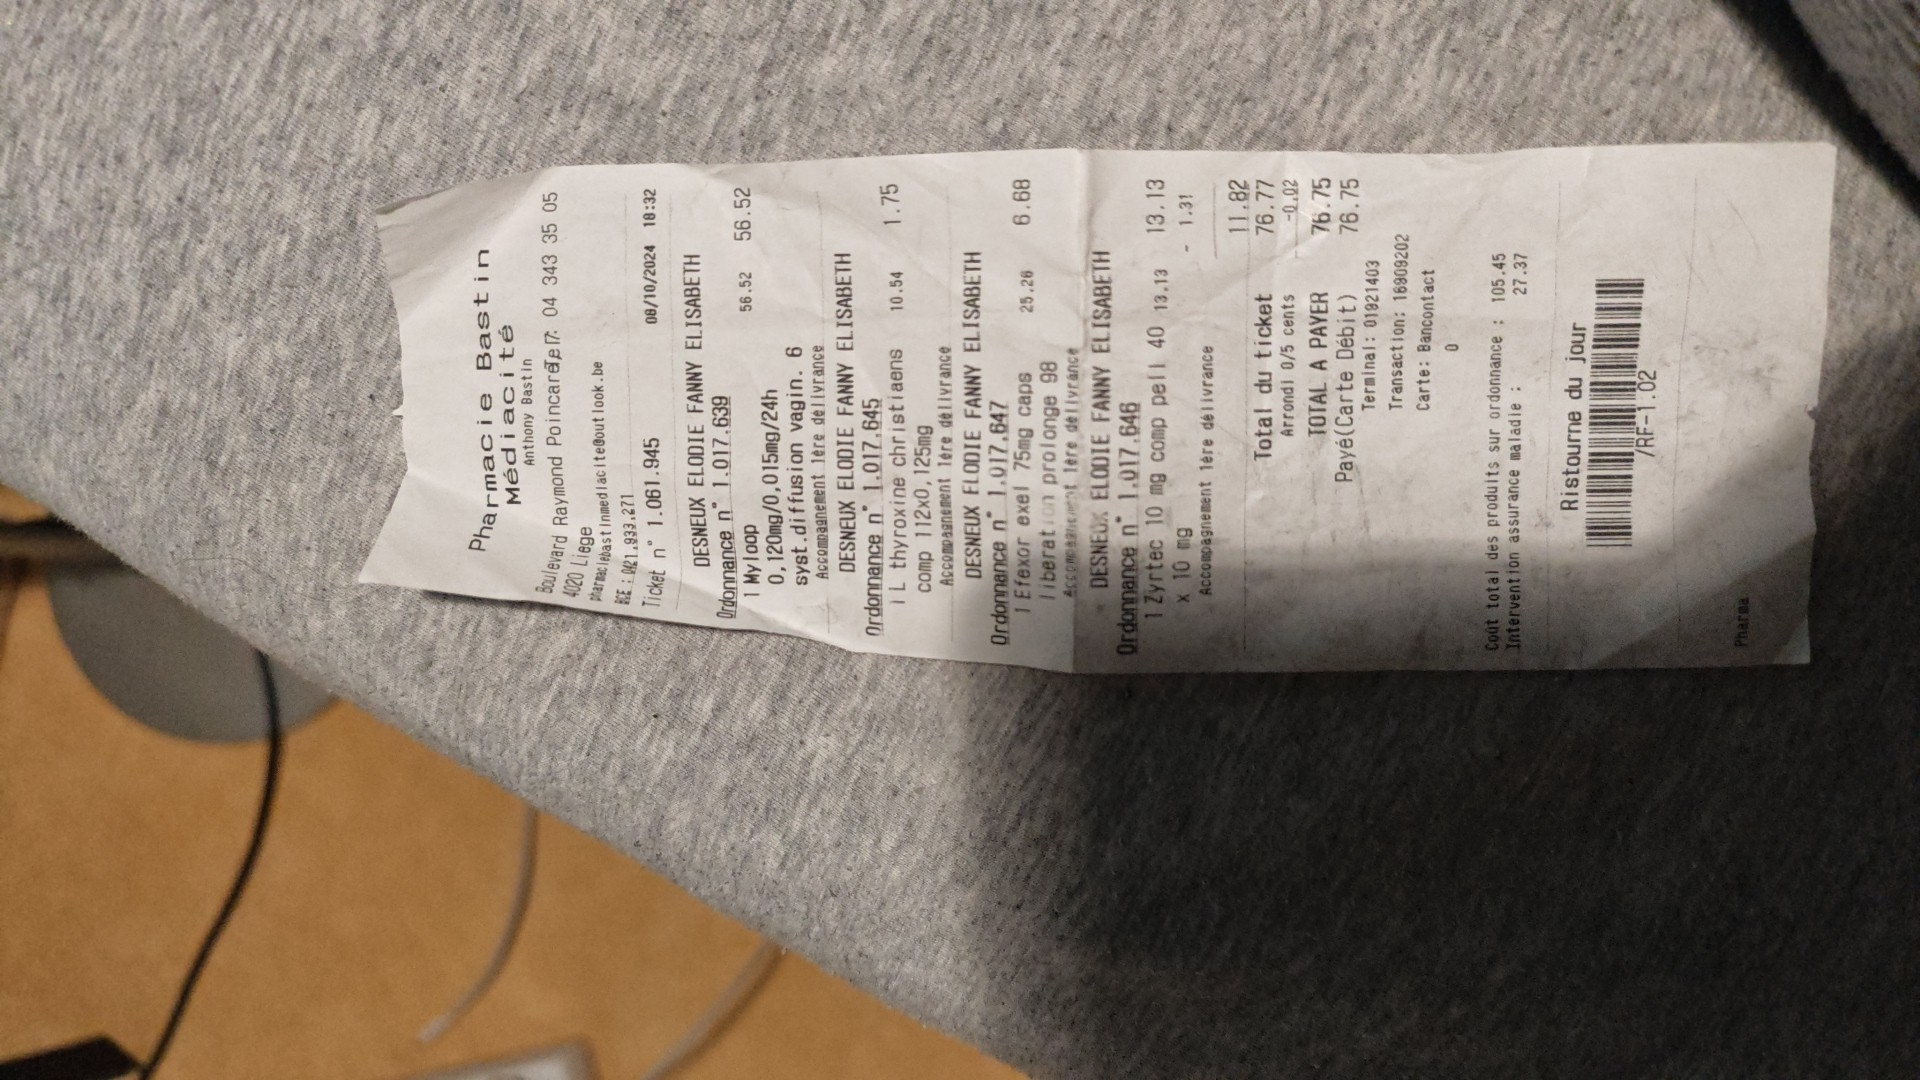 Pharmacie Bastin
Médiacité
Anthony Bastin
Boulevard Raymond Poincaré, 7 04 343 35 05
4020 Liège
pharmaciebastinmediacite@outlook.be
Ticket n° 1.061.945 08/10/2024 18:32
DESNEUX ELODIE FANNY ELISABETH
Ordonnance n° 1.017.639
1 Myloop 56.52 56.52
0,120mg/0,015mg/24h
syst.diffusion vagin. 6
Accompagnement 1ère délivrance
DESNEUX ELODIE FANNY ELISABETH
Ordonnance n° 1.017.645
1 L thyroxine christiaens 10.54 1.75
comp 112x0,125mg
Accompagnement 1ère délivrance
DESNEUX ELODIE FANNY ELISABETH
Ordonnance n° 1.017.647
1 Efexor exel 75mg caps 25.26 6.68
liberation prolonge 98
Accompagnement 1ère délivrance
DESNEUX ELODIE FANNY ELISABETH
Ordonnance n° 1.017.646
1 Zyrtec 10 mg comp pell 40 13.13 13.13
x 10 mg - 1.31
Accompagnement 1ère délivrance
11.82
Total du ticket 76.77
Arrondi 0/5 cents -0.02
TOTAL A PAYER 76.75
Payé(Carte Débit) 76.75
Terminal: 01921403
Transaction: 16909202
Carte: Bancontact
0
Coût total des produits sur ordonnance : 105.45
Intervention assurance maladie : 27.37
Ristourne du jour
/RF-1.02
Pharma